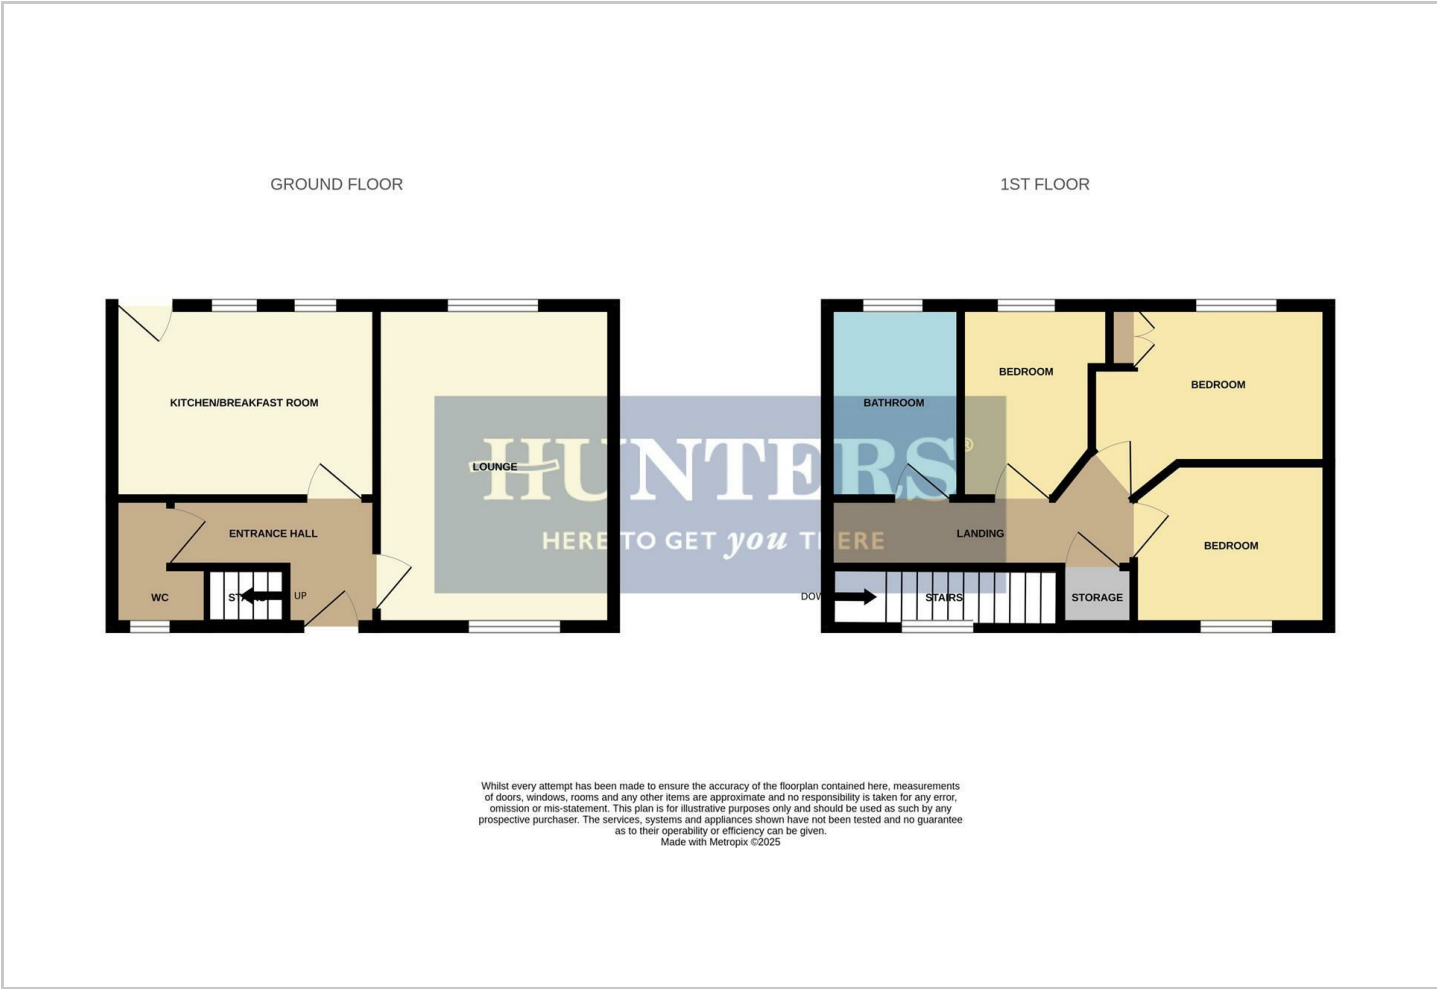 GROUND FLOOR
1ST FLOOR
KITCHEN/BREAKFAST ROOM
LOUNGE
ENTRANCE HALL
WC
UP
BATHROOM
BEDROOM
BEDROOM
LANDING
BEDROOM
STAIRS
STORAGE
HUNTERS®
HERE TO GET you THERE
Whilst every attempt has been made to ensure the accuracy of the floorplan contained here, measurements
of doors, windows, rooms and any other items are approximate and no responsibility is taken for any error,
omission or mis-statement. This plan is for illustrative purposes only and should be used as such by any
prospective purchaser. The services, systems and appliances shown have not been tested and no guarantee
as to their operability or efficiency can be given.
Made with Metropix ©2025